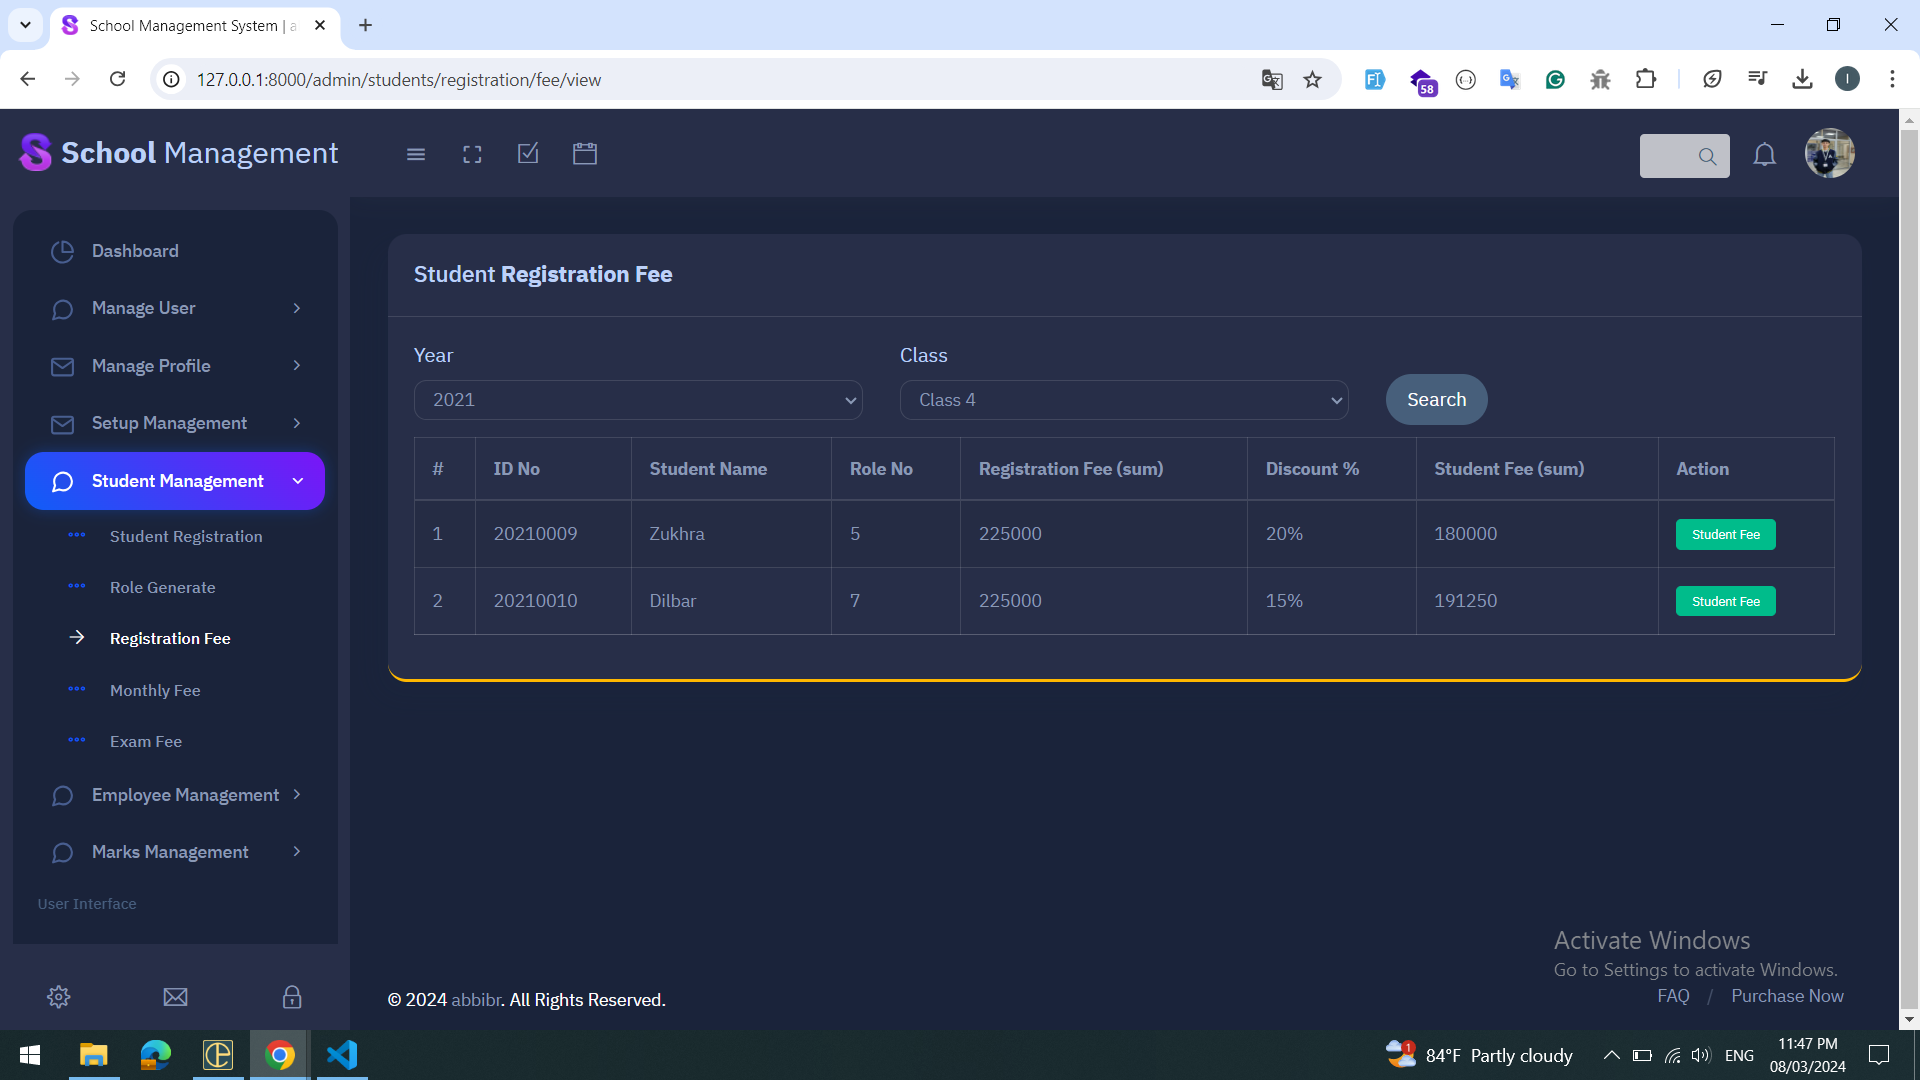 School Management System | a
127.0.0.1:8000/admin/students/registration/fee/view
58
I
School Management
Dashboard
Manage User
Manage Profile
Setup Management
Student Management
Student Registration
Role Generate
Registration Fee
Monthly Fee
Exam Fee
Employee Management
Marks Management
User Interface
Student Registration Fee
Year Class
2021 Class 4 Search
# ID No Student Name Role No Registration Fee (sum) Discount % Student Fee (sum) Action
1 20210009 Zukhra 5 225000 20% 180000 Student Fee
2 20210010 Dilbar 7 225000 15% 191250 Student Fee
Activate Windows
Go to Settings to activate Windows.
© 2024 abbibr. All Rights Reserved. FAQ / Purchase Now
1 84°F Partly cloudy ENG 11:47 PM
08/03/2024